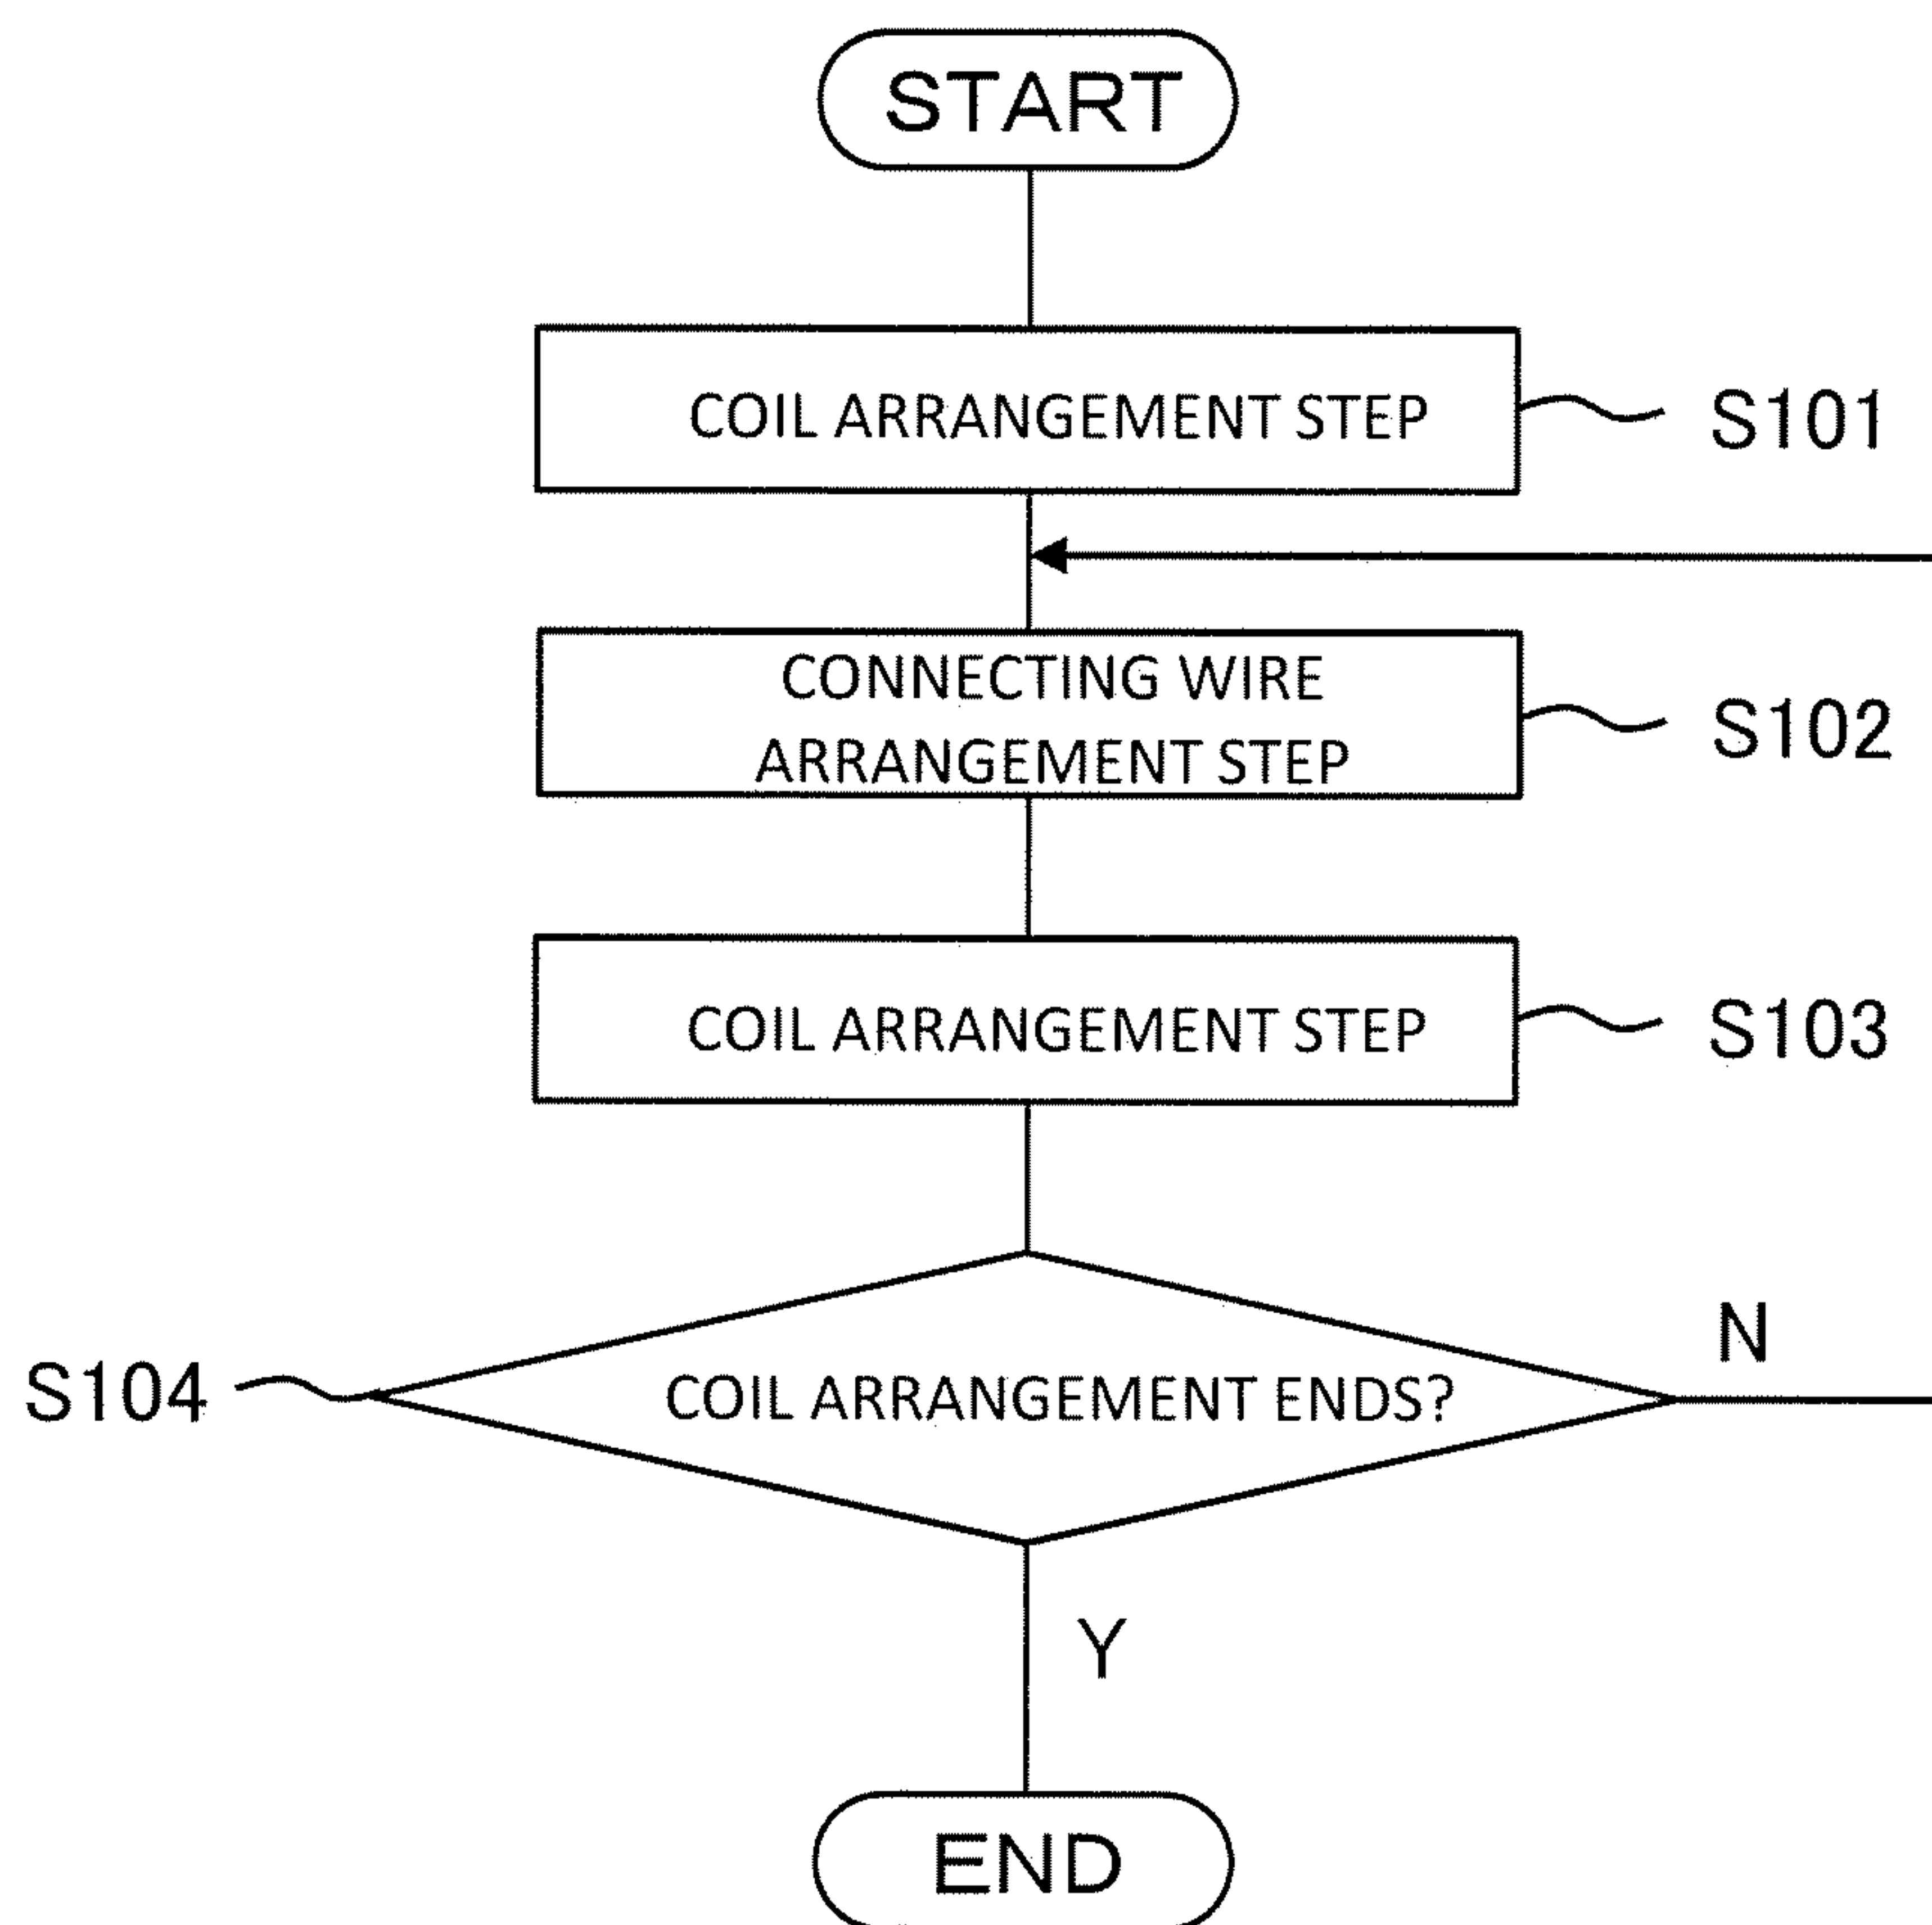 START
COIL ARRANGEMENT STEP
S101
CONNECTING WIRE
ARRANGEMENT STEP
S102
COIL ARRANGEMENT STEP
S103
S104
COIL ARRANGEMENT ENDS?
N
Y
END